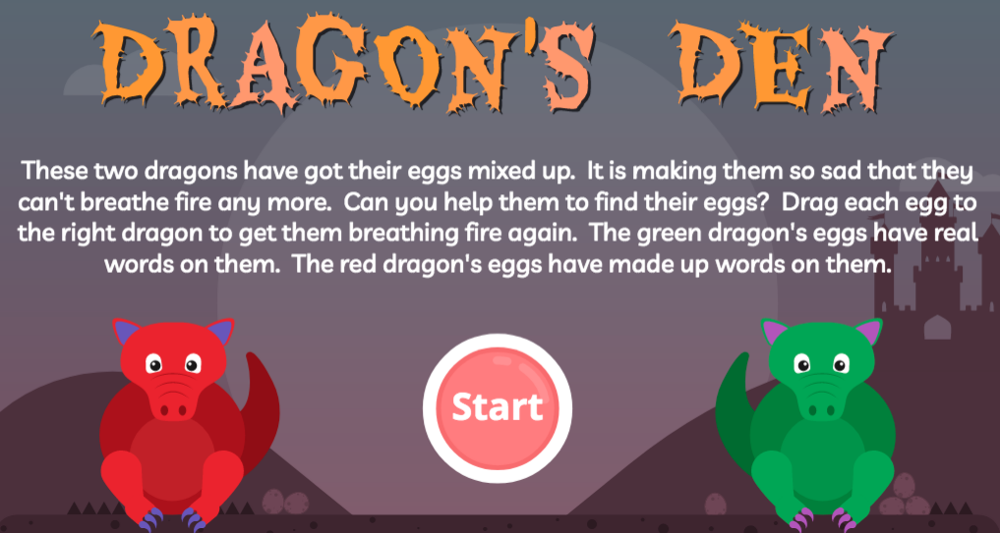 DRAGON'S DEN
These two dragons have got their eggs mixed up.  It is making them so sad that they
can't breathe fire any more.  Can you help them to find their eggs?  Drag each egg to
the right dragon to get them breathing fire again.  The green dragon's eggs have real
words on them.  The red dragon's eggs have made up words on them.
Start